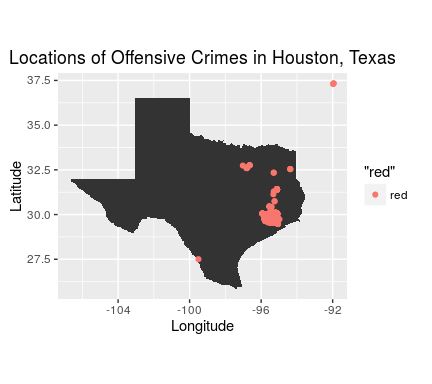 Locations of Offensive Crimes in Houston, Texas
37.5
35.0
32.5
30.0
27.5
Latitude
-104
-100
-96
-92
Longitude
"red"
red